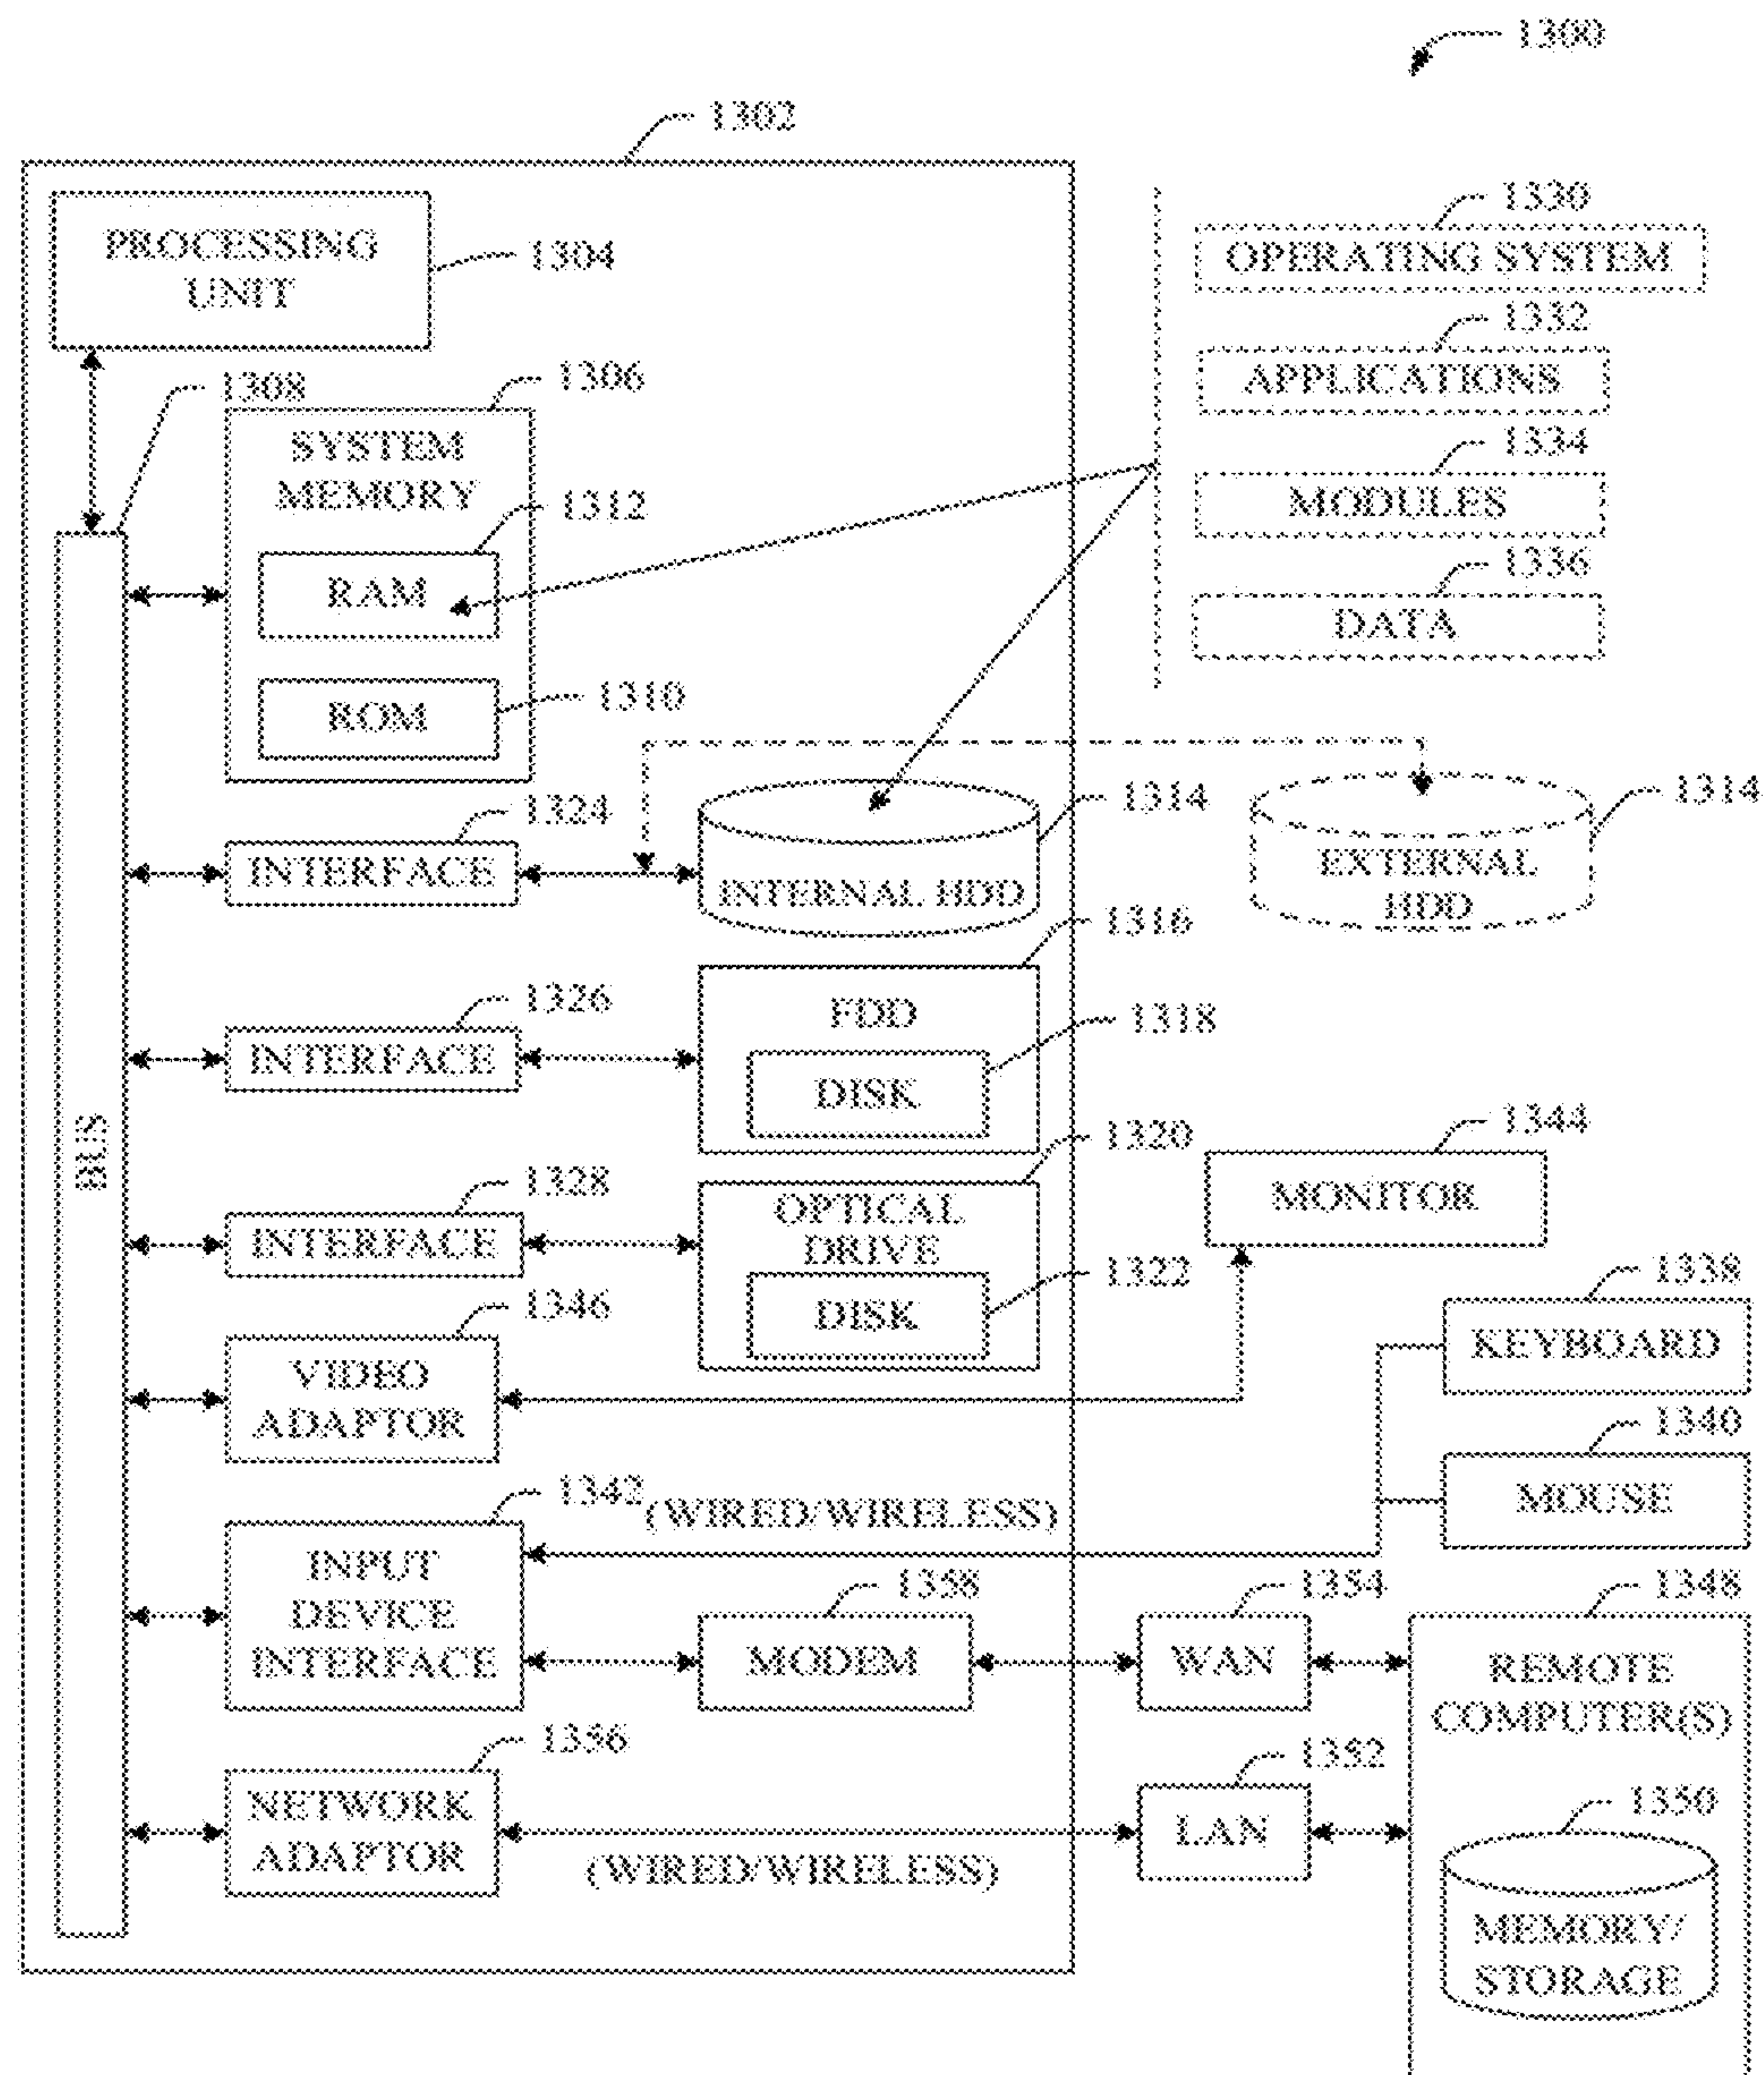 1300
1302
PROCESSING
UNIT
1304
1330
OPERATING SYSTEM
1332
APPLICATIONS
1334
MODULES
1336
DATA
1308
1306
SYSTEM
MEMORY
1312
RAM
1310
ROM
1324
INTERFACE
1314
INTERNAL HDD
1314
EXTERNAL
HDD
1316
FDD
1318
DISK
1326
INTERFACE
BUS
1328
INTERFACE
1320
OPTICAL
DRIVE
1322
DISK
1344
MONITOR
1346
VIDEO
ADAPTOR
1338
KEYBOARD
1340
MOUSE
1342
(WIRED/WIRELESS)
INPUT
DEVICE
INTERFACE
1358
MODEM
1354
WAN
1348
REMOTE
COMPUTER(S)
1356
NETWORK
ADAPTOR
(WIRED/WIRELESS)
1352
LAN
1350
MEMORY/
STORAGE